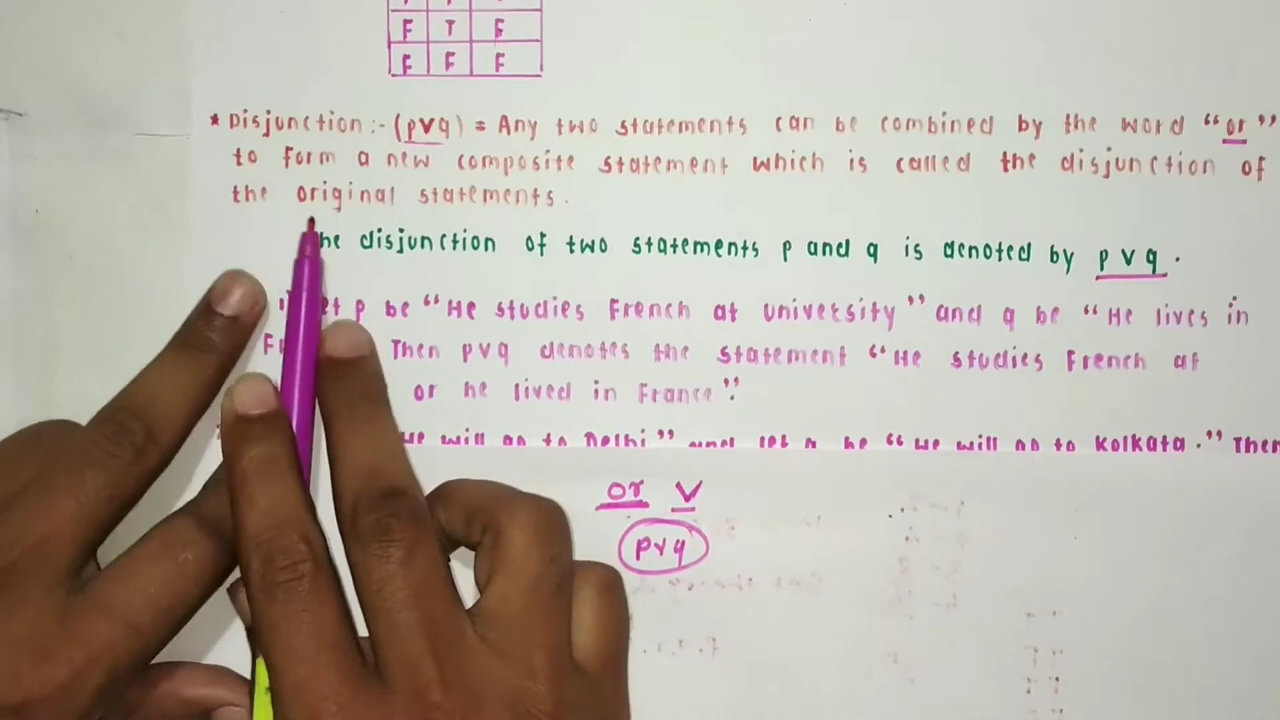 F T F
F F F
* Disjunction :- (p∨q) = Any two statements can be combined by the word "or"
to form a new composite statement which is called the disjunction of
the original statements.
he disjunction of two statements p and q is denoted by p∨q.
p be "He studies French at university" and q be "He lives in
Then p∨q denotes the statement "He studies French at
or he lived in France".
we will go to Delhi" and let q be "we will go to Kolkata." Then
or ∨
p∨q